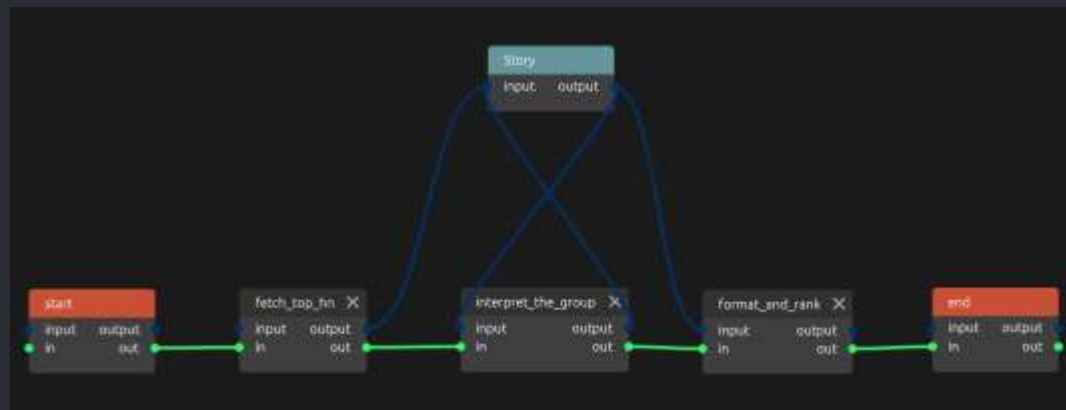 Story
input output
start
input output
in out
fetch_top_hn ×
input output
in out
interpret_the_group ×
input output
in out
format_and_rank ×
input output
in out
end
input output
in out